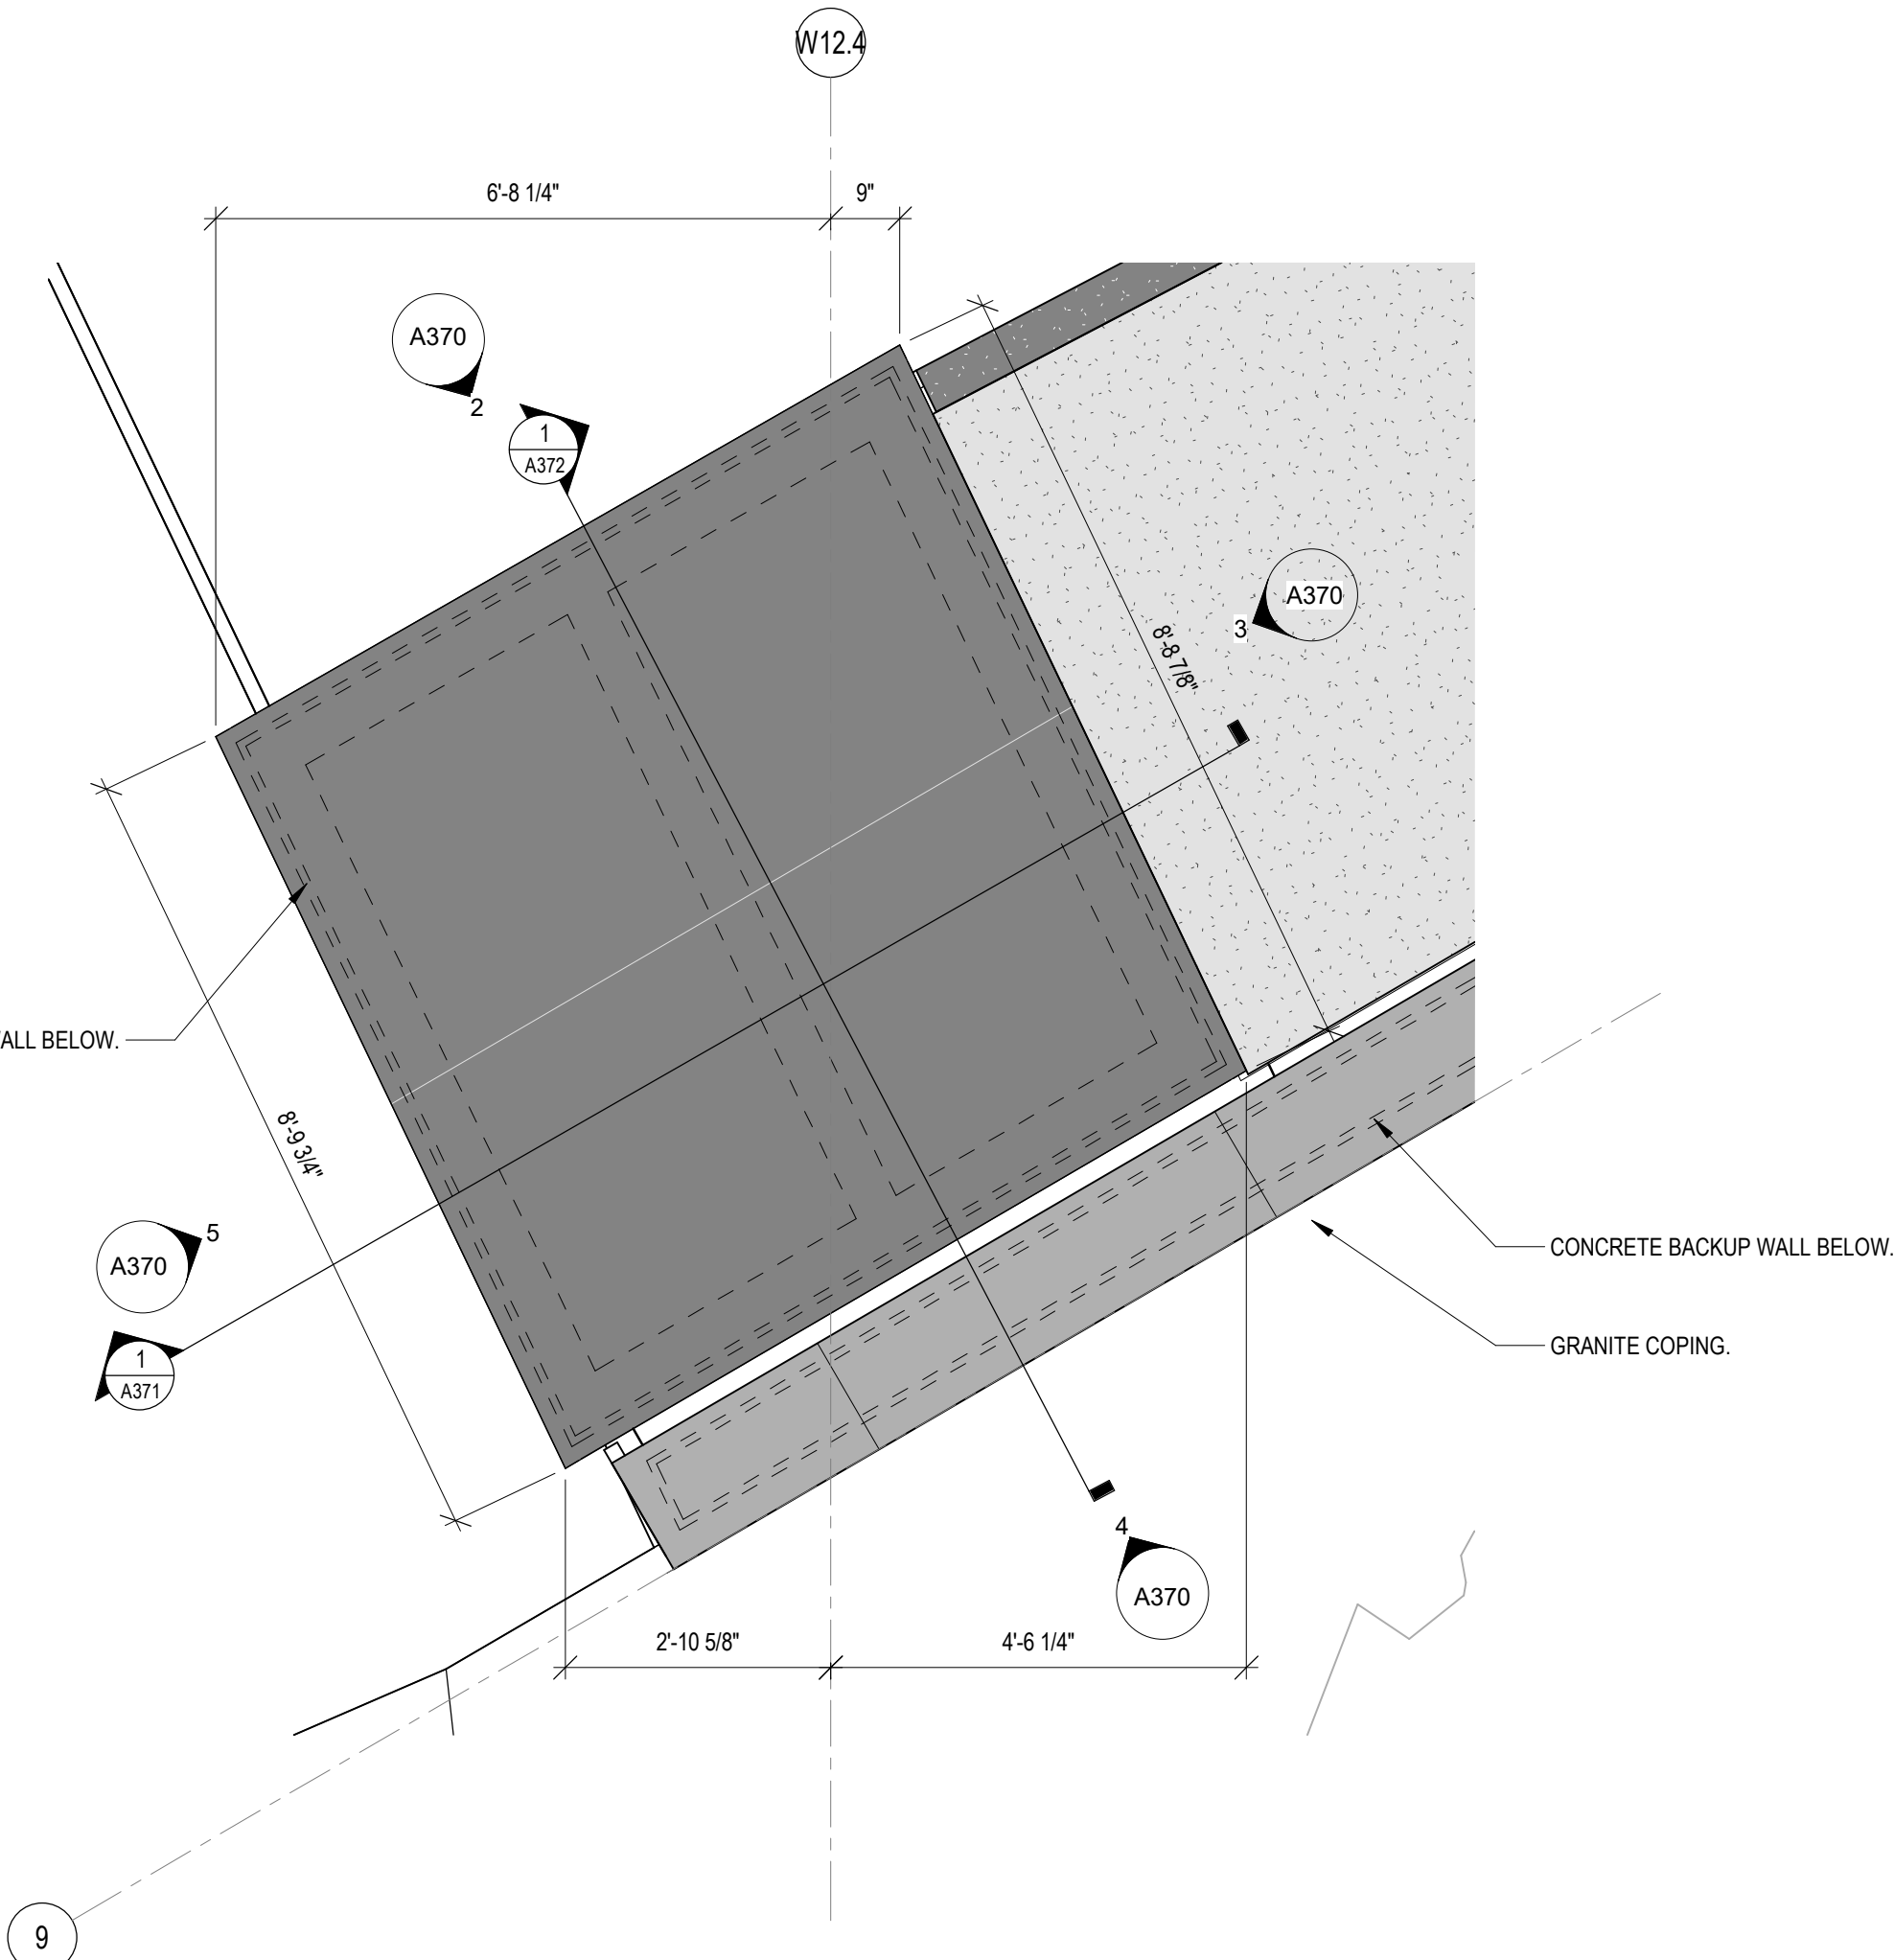 W12.4
6'-8 1/4"
9"
A370
2
1
A372
A370
3
8'-8 7/8"
WALL BELOW.
8'-9 3/4"
5
A370
CONCRETE BACKUP WALL BELOW.
1
A371
GRANITE COPING.
4
A370
2'-10 5/8"
4'-6 1/4"
9